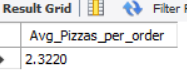 Result Grid Filter R
Avg_Pizzas_per_order
2.3220